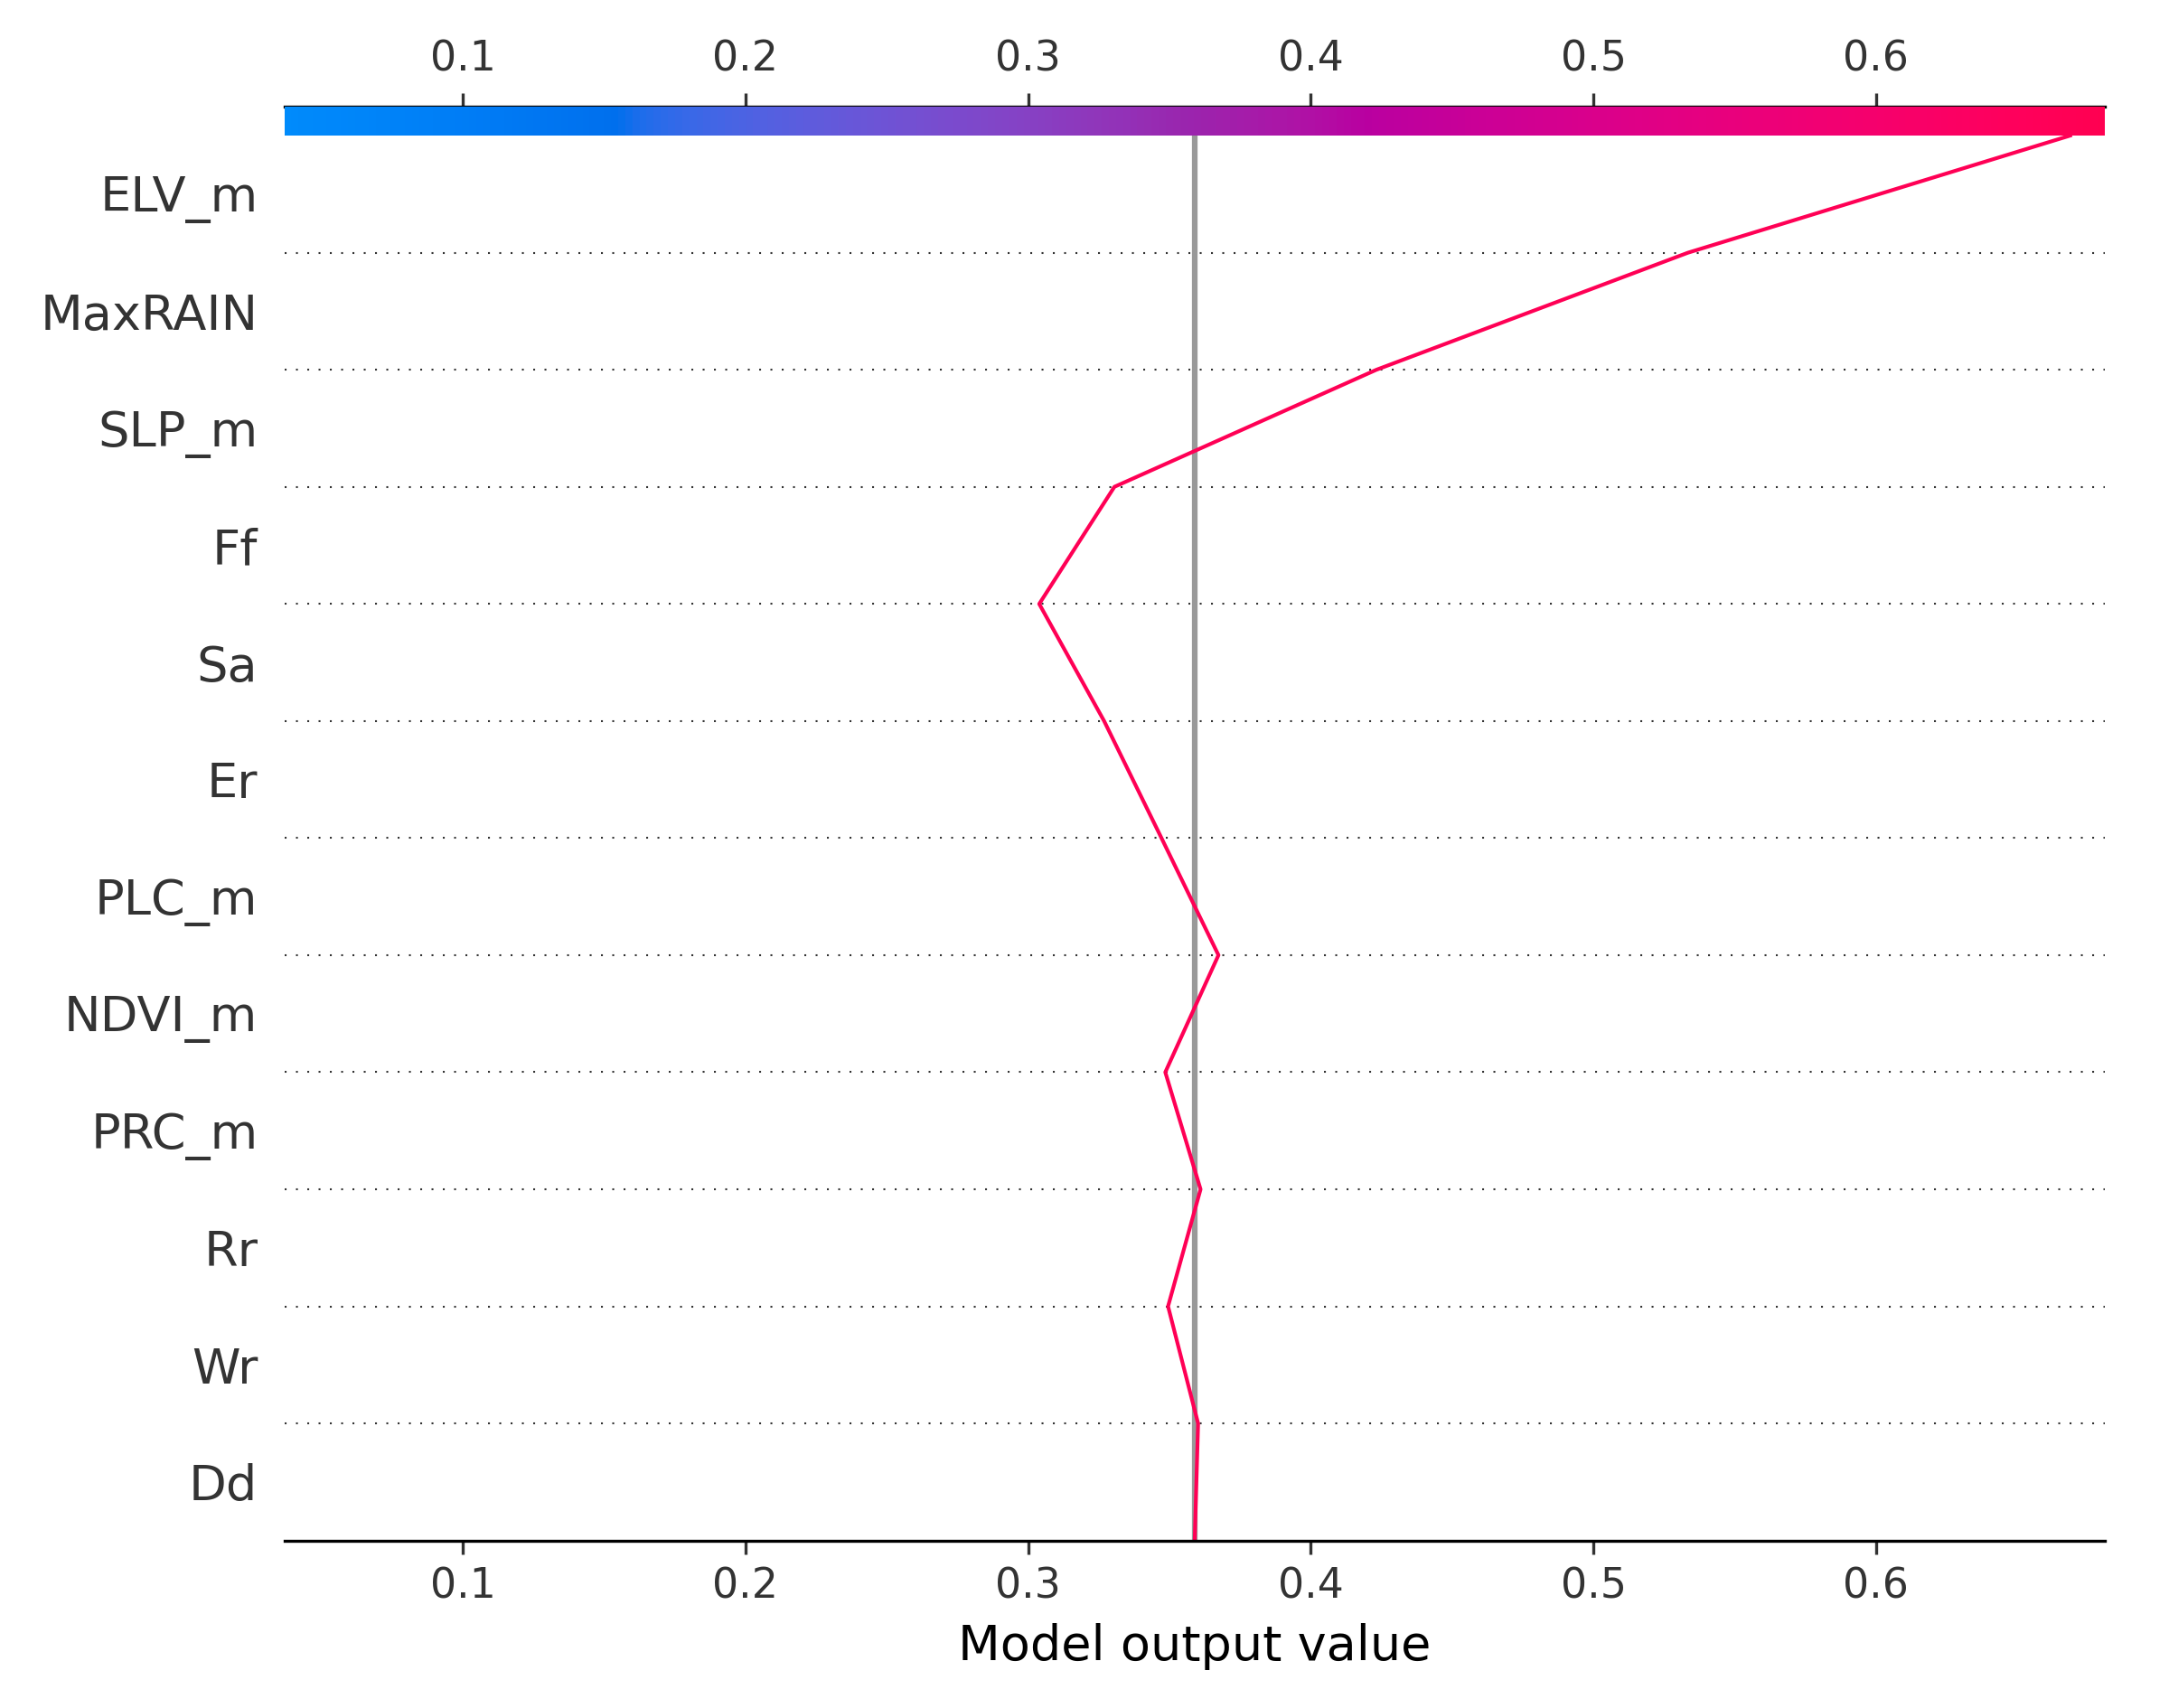 0.1 0.2 0.3 0.4 0.5 0.6
ELV_m
MaxRAIN
SLP_m
Ff
Sa
Er
PLC_m
NDVI_m
PRC_m
Rr
Wr
Dd
0.1 0.2 0.3 0.4 0.5 0.6
Model output value